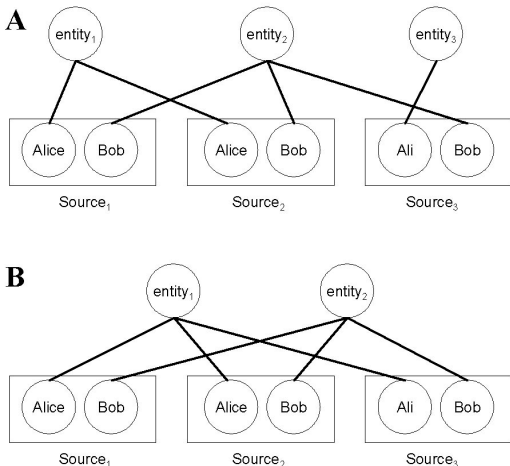 A
entity₁ entity₂ entity₃
Alice Bob Alice Bob Ali Bob
Source₁ Source₂ Source₃
B
entity₁ entity₂
Alice Bob Alice Bob Ali Bob
Source₁ Source₂ Source₃